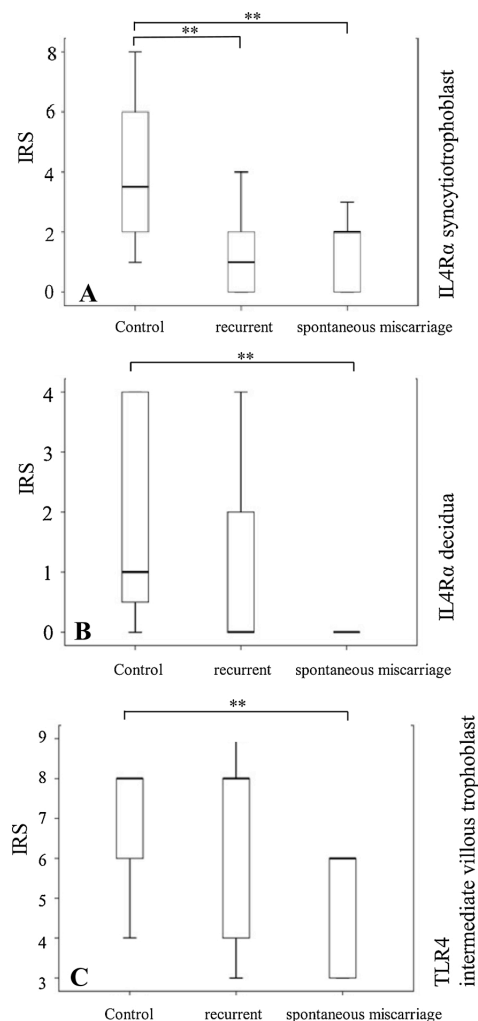 **
**
8
6
4
2
0
IRS
A
IL4Rα syncytiotrophoblast
Control recurrent spontaneous miscarriage
**
4
3
2
1
0
IRS
B
IL4Rα decidua
Control recurrent spontaneous miscarriage
**
9
8
7
6
5
4
3
IRS
C
TLR4
intermediate villous trophoblast
Control recurrent spontaneous miscarriage